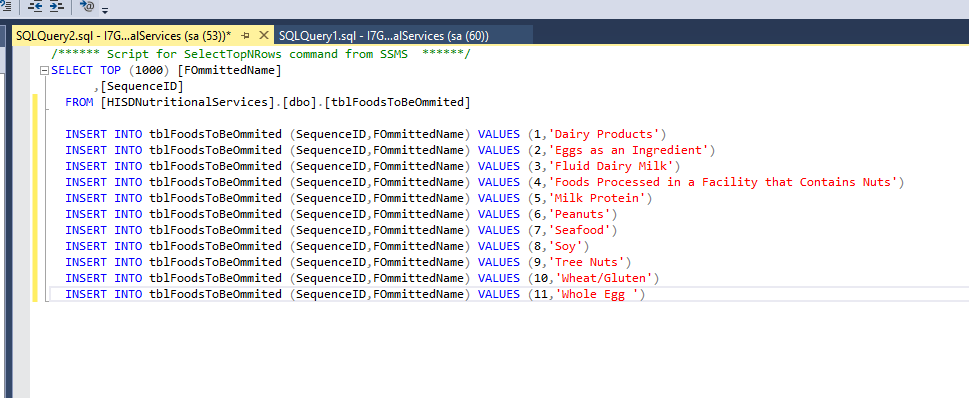 SQLQuery2.sql - I7G...alServices (sa (53))* SQLQuery1.sql - I7G...alServices (sa (60))
/****** Script for SelectTopNRows command from SSMS  ******/
SELECT TOP (1000) [FOmmittedName]
,[SequenceID]
FROM [HISDNutritionalServices].[dbo].[tblFoodsToBeOmmited]
INSERT INTO tblFoodsToBeOmmited (SequenceID,FOmmittedName) VALUES (1,'Dairy Products')
INSERT INTO tblFoodsToBeOmmited (SequenceID,FOmmittedName) VALUES (2,'Eggs as an Ingredient')
INSERT INTO tblFoodsToBeOmmited (SequenceID,FOmmittedName) VALUES (3,'Fluid Dairy Milk')
INSERT INTO tblFoodsToBeOmmited (SequenceID,FOmmittedName) VALUES (4,'Foods Processed in a Facility that Contains Nuts')
INSERT INTO tblFoodsToBeOmmited (SequenceID,FOmmittedName) VALUES (5,'Milk Protein')
INSERT INTO tblFoodsToBeOmmited (SequenceID,FOmmittedName) VALUES (6,'Peanuts')
INSERT INTO tblFoodsToBeOmmited (SequenceID,FOmmittedName) VALUES (7,'Seafood')
INSERT INTO tblFoodsToBeOmmited (SequenceID,FOmmittedName) VALUES (8,'Soy')
INSERT INTO tblFoodsToBeOmmited (SequenceID,FOmmittedName) VALUES (9,'Tree Nuts')
INSERT INTO tblFoodsToBeOmmited (SequenceID,FOmmittedName) VALUES (10,'Wheat/Gluten')
INSERT INTO tblFoodsToBeOmmited (SequenceID,FOmmittedName) VALUES (11,'Whole Egg ')